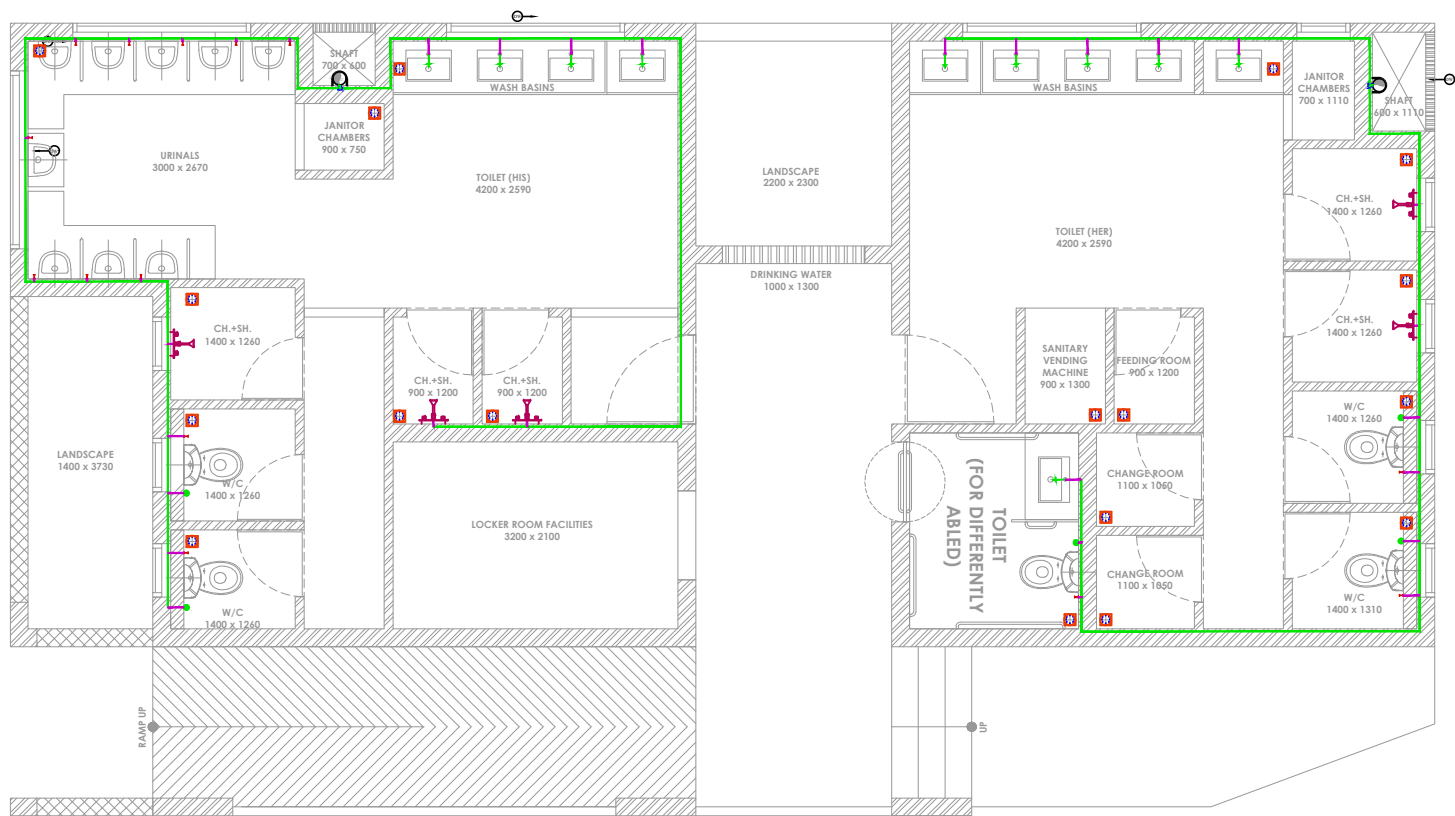 SHAFT
700 x 600
WASH BASINS
JANITOR
CHAMBERS
900 x 750
URINALS
3000 x 2670
TOILET (HIS)
4200 x 2590
LANDSCAPE
2200 x 2300
WASH BASINS
JANITOR
CHAMBERS
700 x 1110
SHAFT
600 x 1110
CH.+SH.
1400 x 1260
TOILET (HER)
4200 x 2590
DRINKING WATER
1000 x 1300
CH.+SH.
1400 x 1260
CH.+SH.
1400 x 1260
CH.+SH.
900 x 1200
CH.+SH.
900 x 1200
SANITARY
VENDING
MACHINE
900 x 1300
FEEDING ROOM
900 x 1200
W/C
1400 x 1260
LANDSCAPE
1400 x 3730
W/C
1400 x 1260
LOCKER ROOM FACILITIES
3200 x 2100
TOILET
(FOR DIFFERENTLY
ABLED)
CHANGE ROOM
1100 x 1050
CHANGE ROOM
1100 x 1050
W/C
1400 x 1260
W/C
1400 x 1310
RAMP UP
UP